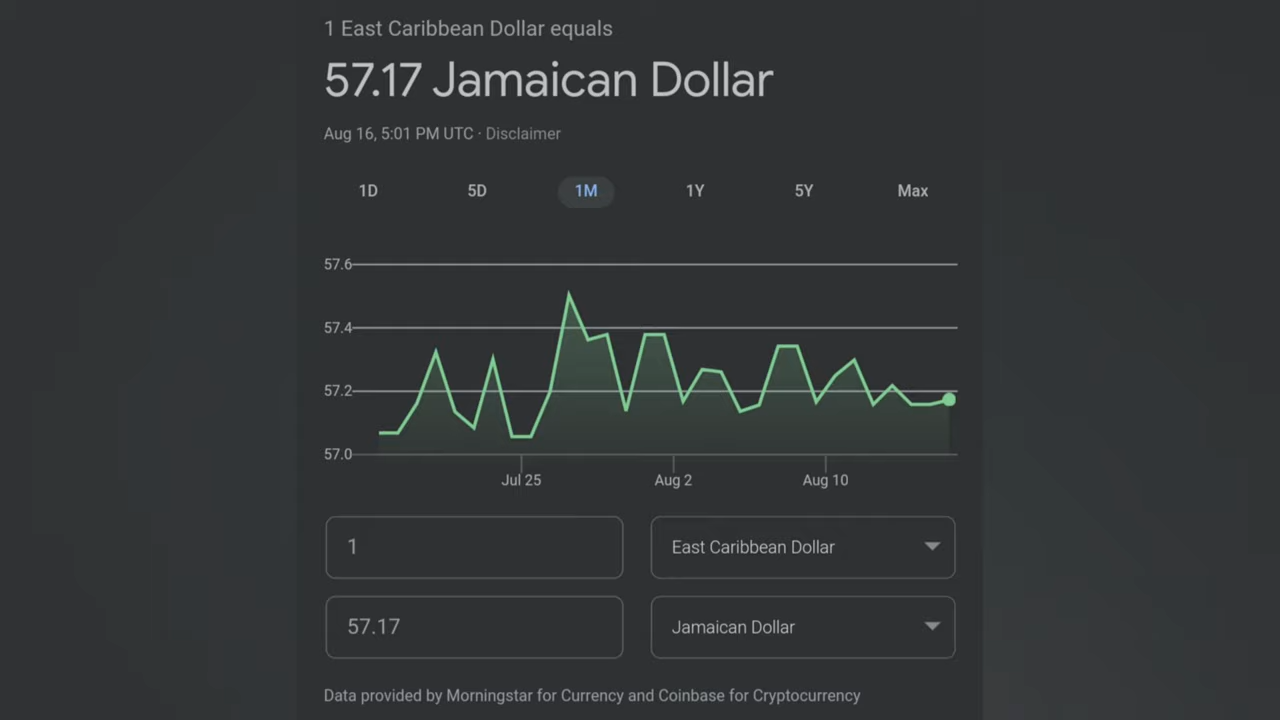 1 East Caribbean Dollar equals
57.17 Jamaican Dollar
Aug 16, 5:01 PM UTC · Disclaimer
1D 5D 1M 1Y 5Y Max
57.6
57.4
57.2
57.0
Jul 25 Aug 2 Aug 10
1 East Caribbean Dollar
57.17 Jamaican Dollar
Data provided by Morningstar for Currency and Coinbase for Cryptocurrency